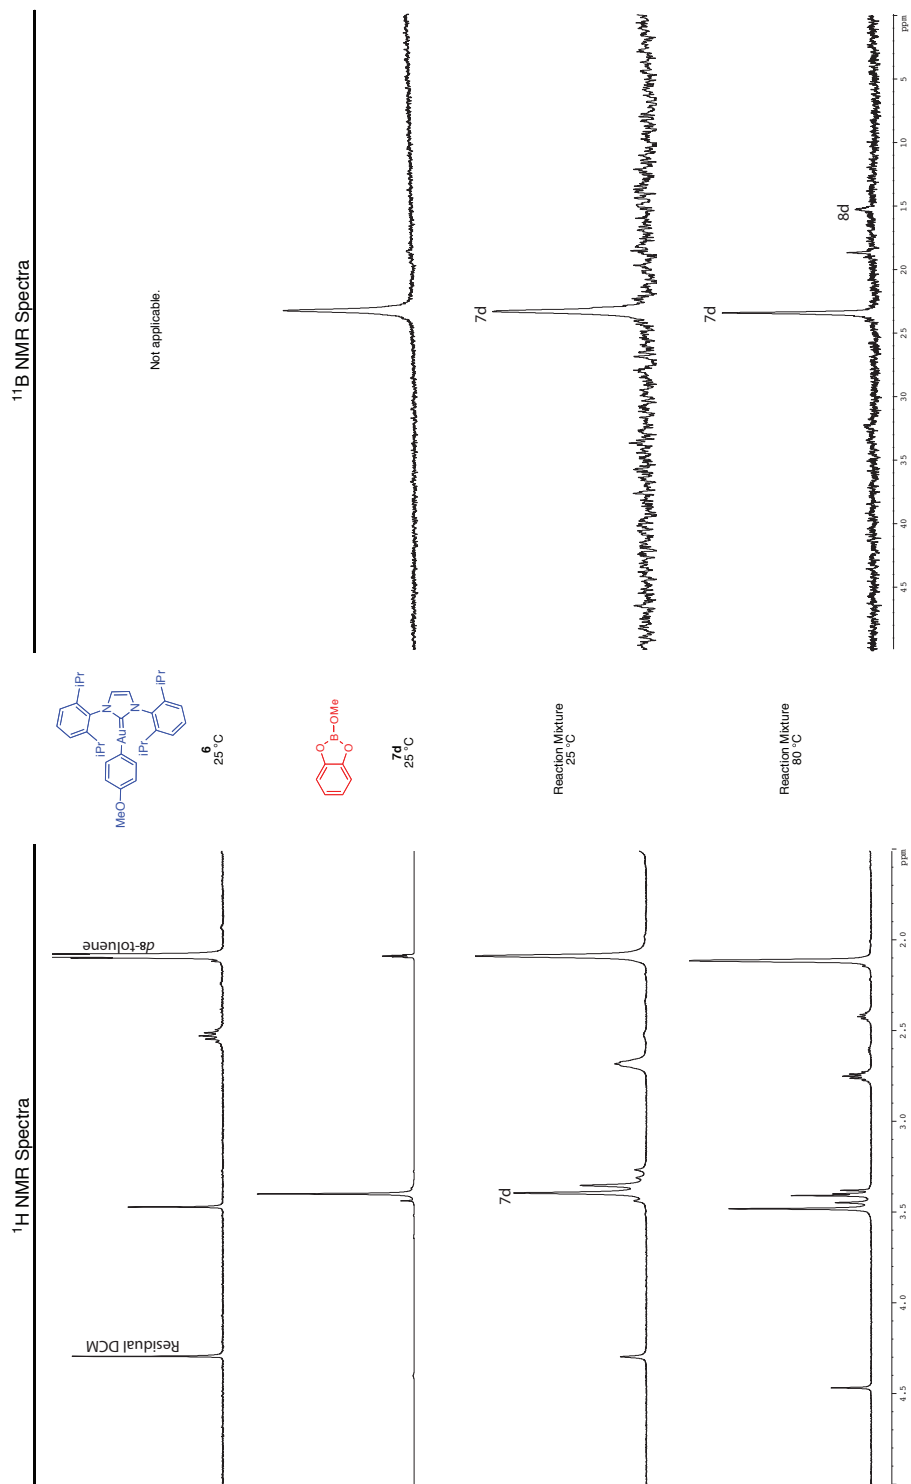 ¹H NMR Spectra
¹¹B NMR Spectra
Residual DCM
d8-toluene
MeO
Au
N
N
iPr
iPr
iPr
iPr
6
25 °C
Not applicable.
O
B
OMe
O
7d
25 °C
7d
Reaction Mixture
25 °C
7d
Reaction Mixture
80 °C
7d
8d
4.5 4.0 3.5 3.0 2.5 2.0 ppm
45 40 35 30 25 20 15 10 5 ppm